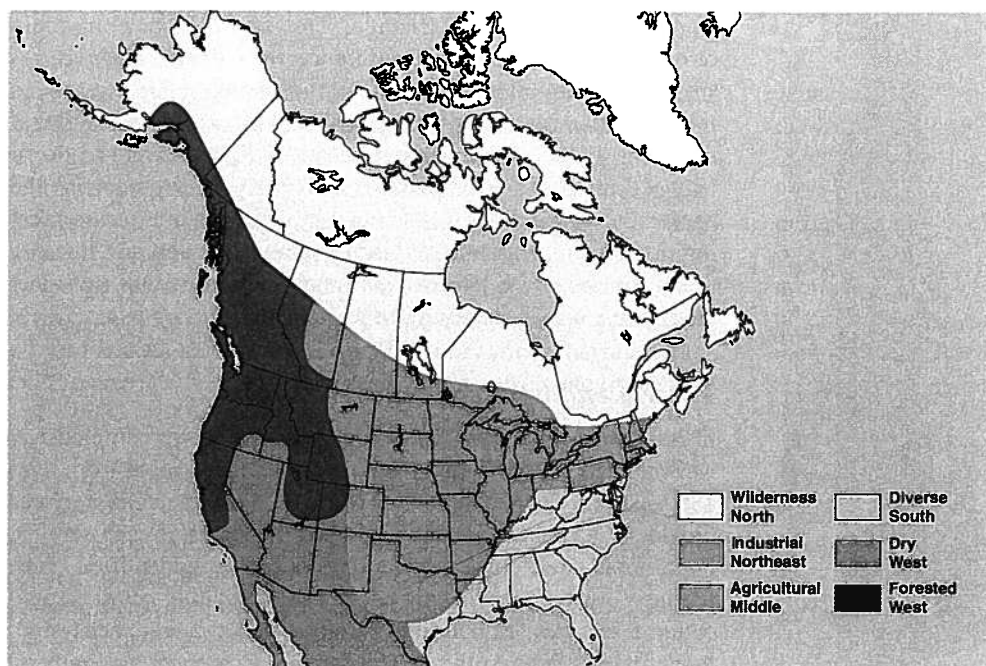 Wilderness
North
Diverse
South
Industrial
Northeast
Dry
West
Agricultural
Middle
Forested
West